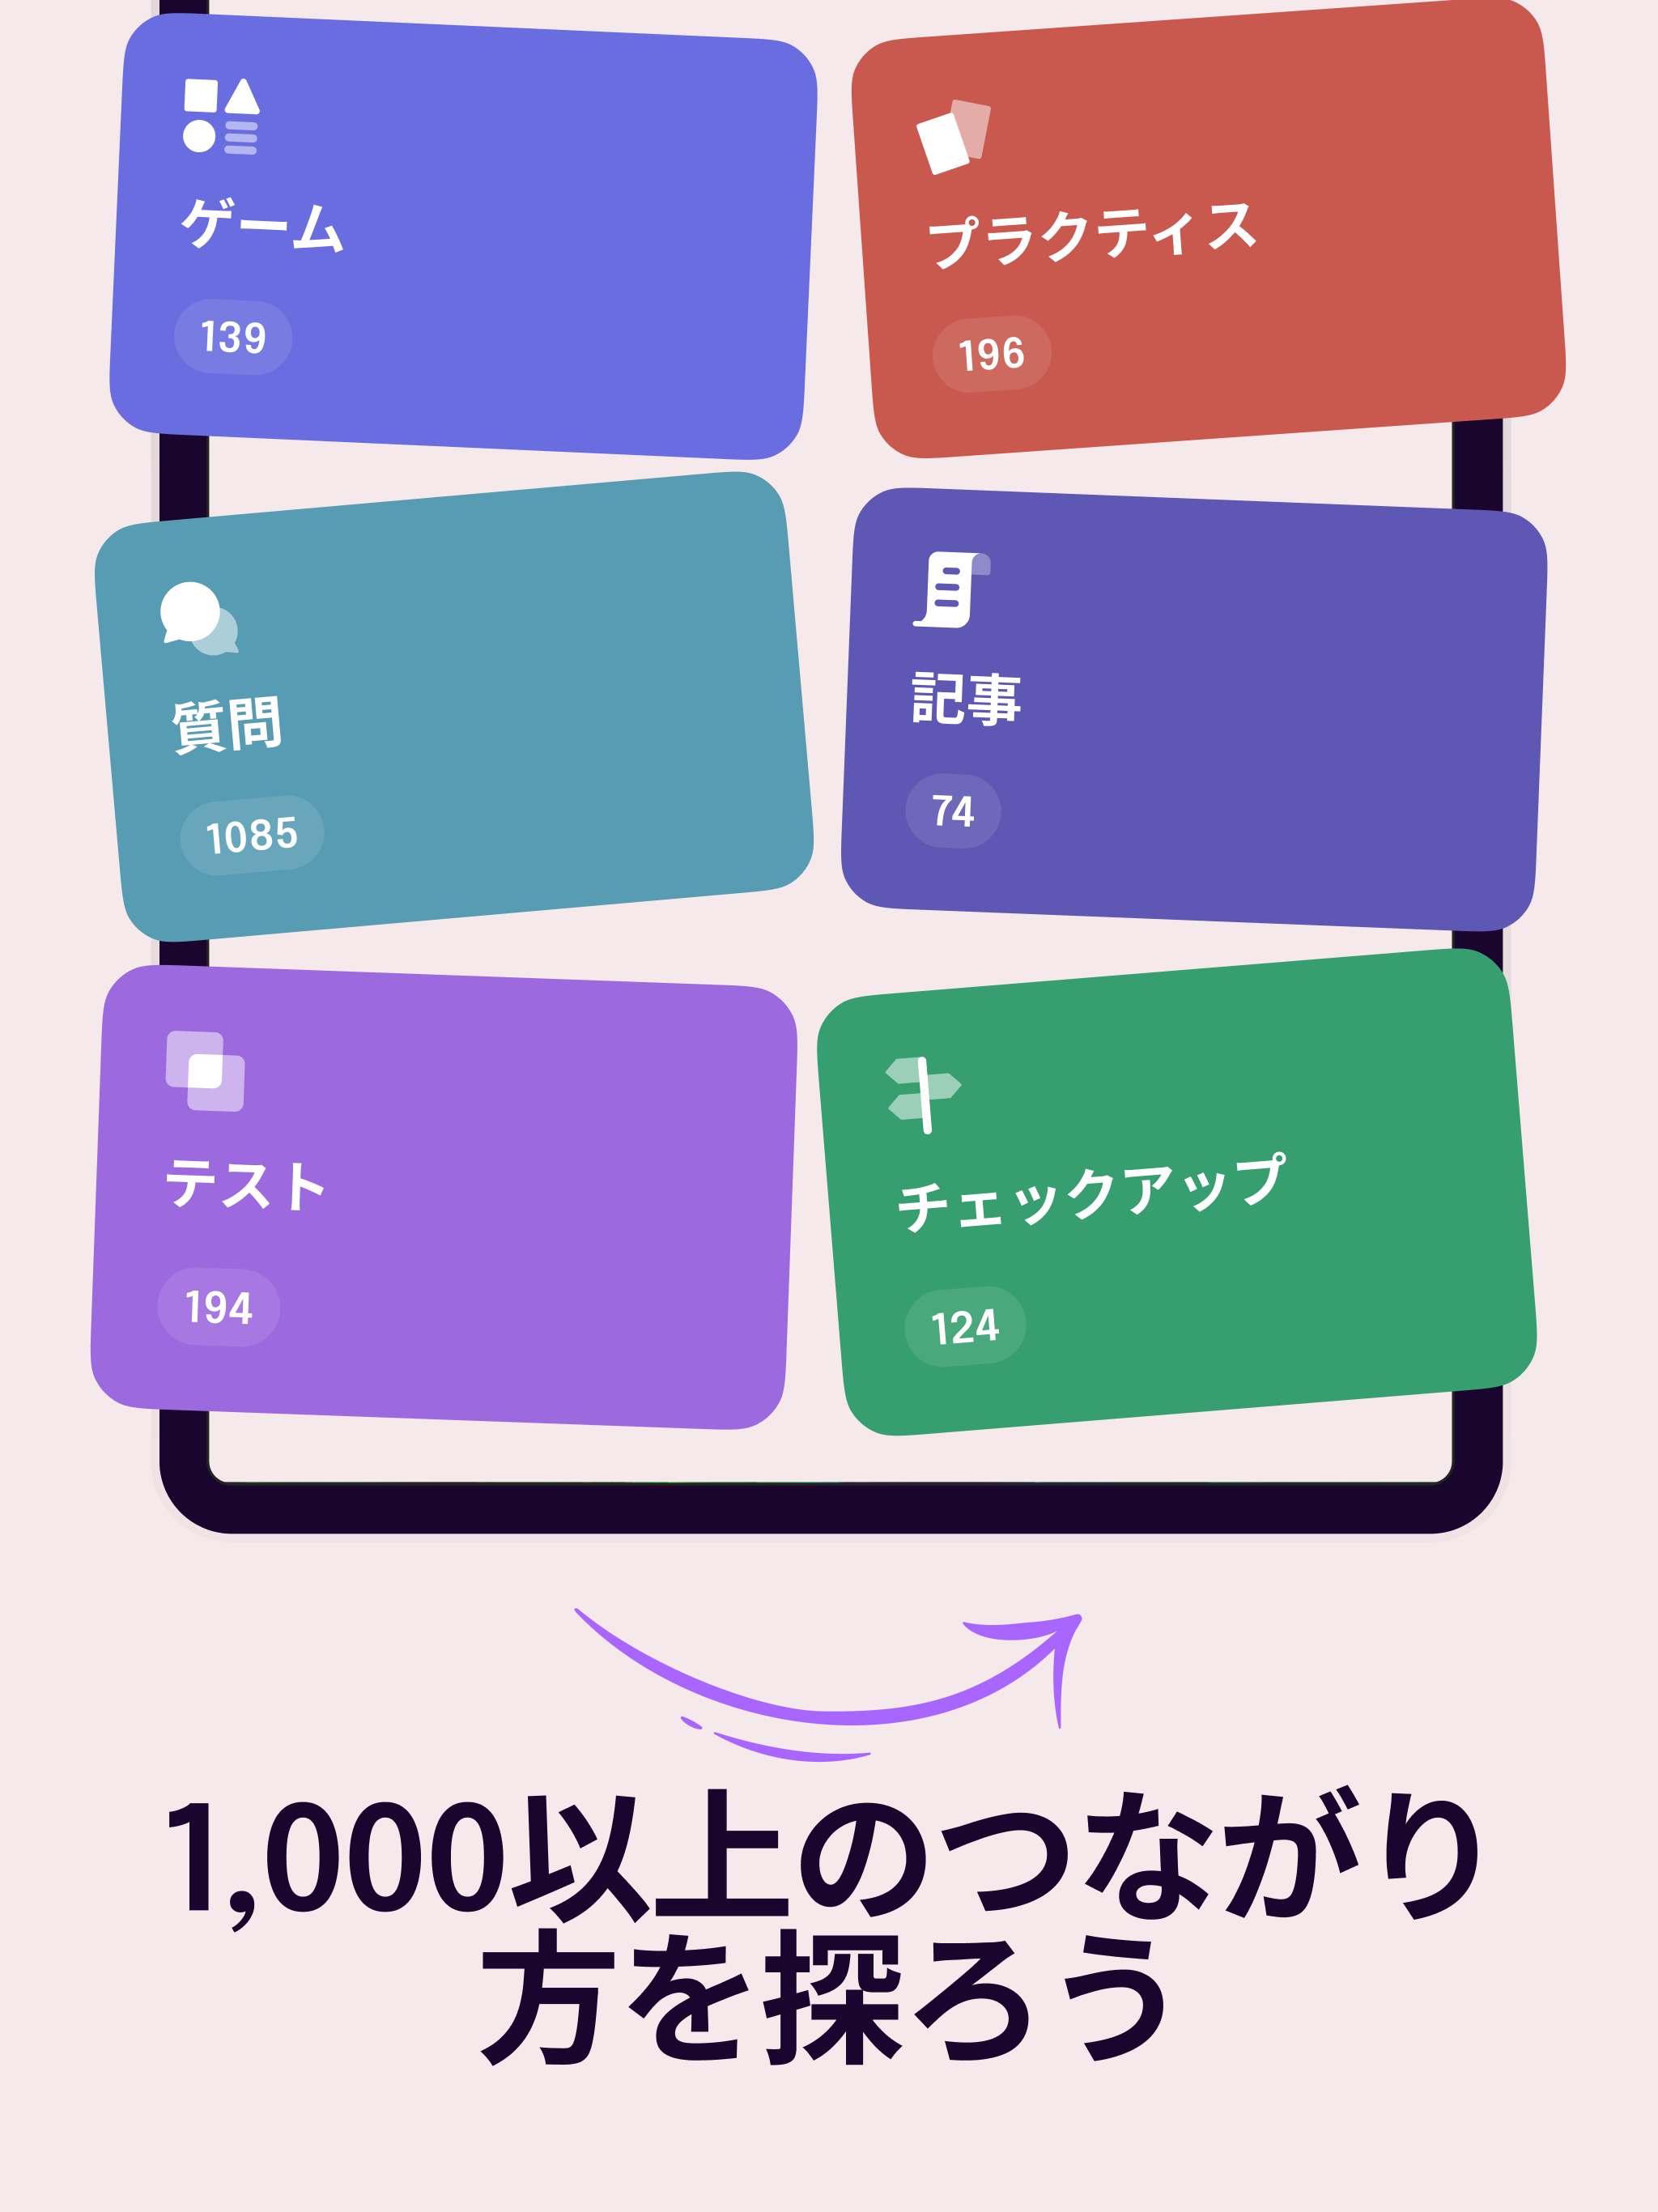 ゲーム
139
プラクティス
196
質問
1085
記事
74
テスト
194
チェックアップ
124
1,000以上のつながり
方を探ろう